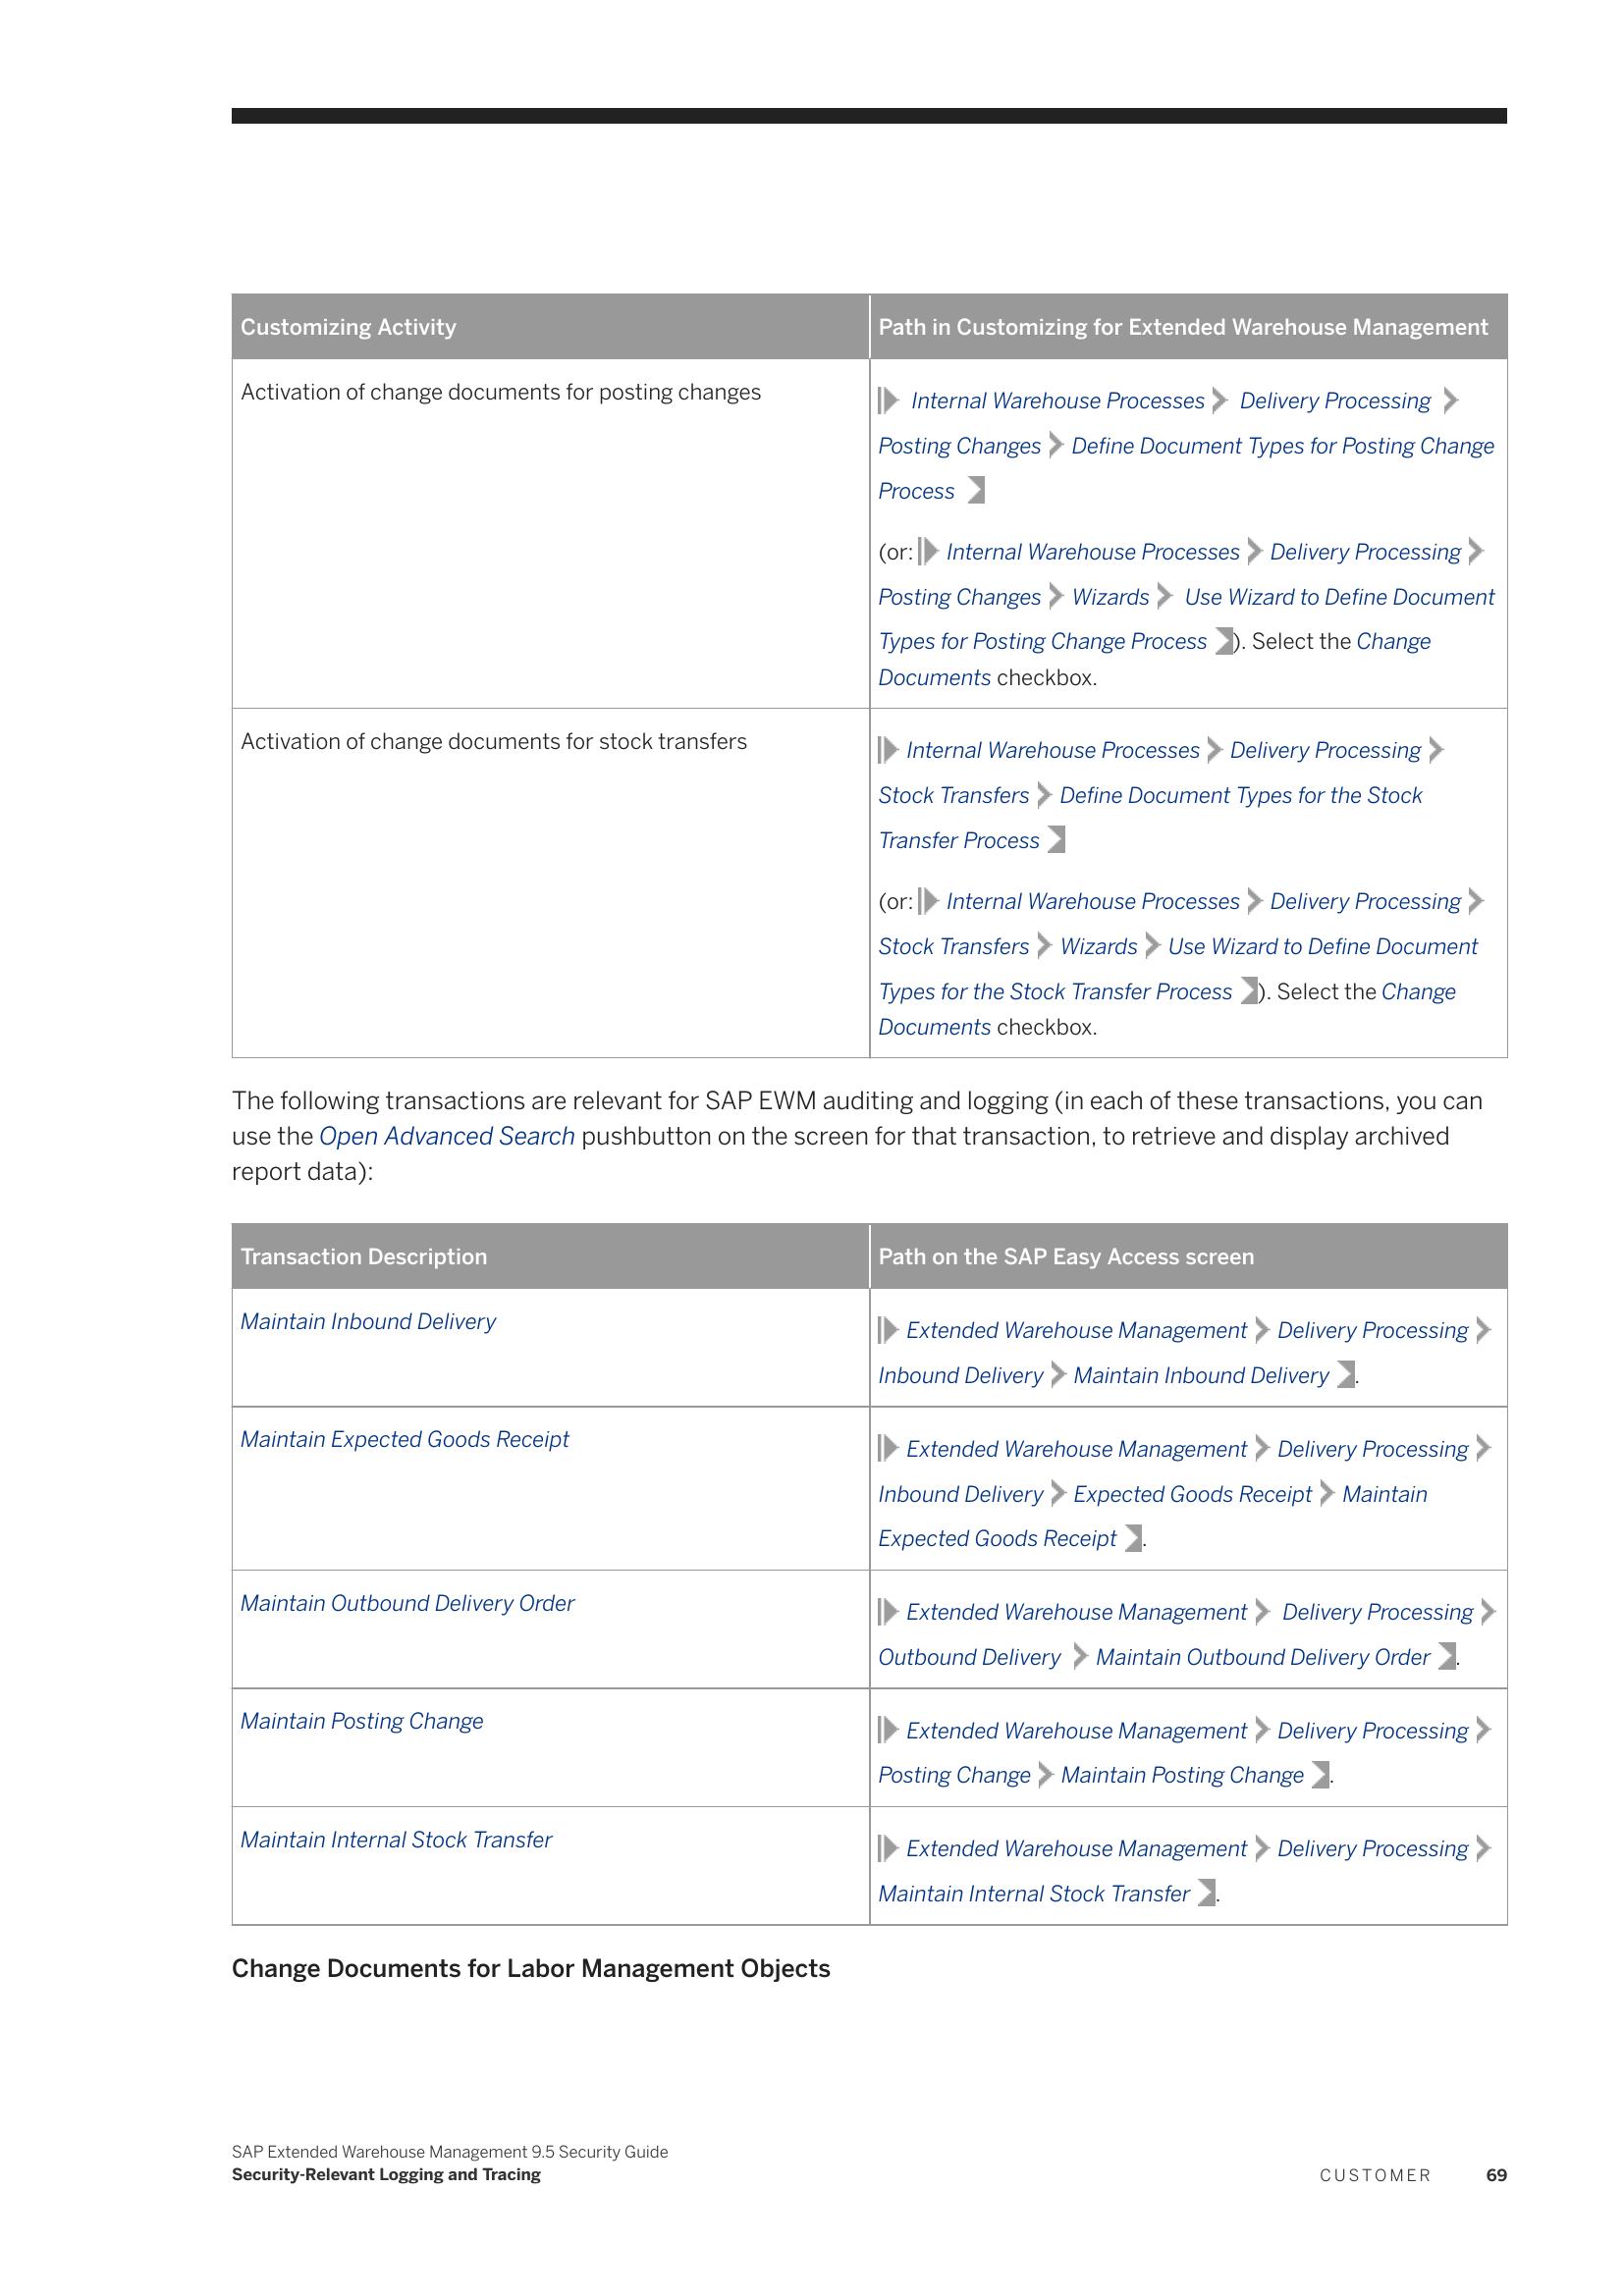 Customizing Activity
Path in Customizing for Extended Warehouse Management
Activation of change documents for posting changes
Internal Warehouse Processes Delivery Processing
Posting Changes Define Document Types for Posting Change
Process
(or: Internal Warehouse Processes Delivery Processing
Posting Changes Wizards Use Wizard to Define Document
Types for Posting Change Process ). Select the Change
Documents checkbox.
Activation of change documents for stock transfers
Internal Warehouse Processes Delivery Processing
Stock Transfers Define Document Types for the Stock
Transfer Process
(or: Internal Warehouse Processes Delivery Processing
Stock Transfers Wizards Use Wizard to Define Document
Types for the Stock Transfer Process ). Select the Change
Documents checkbox.
The following transactions are relevant for SAP EWM auditing and logging (in each of these transactions, you can
use the Open Advanced Search pushbutton on the screen for that transaction, to retrieve and display archived
report data):
Transaction Description
Path on the SAP Easy Access screen
Maintain Inbound Delivery
Extended Warehouse Management Delivery Processing
Inbound Delivery Maintain Inbound Delivery .
Maintain Expected Goods Receipt
Extended Warehouse Management Delivery Processing
Inbound Delivery Expected Goods Receipt Maintain
Expected Goods Receipt .
Maintain Outbound Delivery Order
Extended Warehouse Management Delivery Processing
Outbound Delivery Maintain Outbound Delivery Order .
Maintain Posting Change
Extended Warehouse Management Delivery Processing
Posting Change Maintain Posting Change .
Maintain Internal Stock Transfer
Extended Warehouse Management Delivery Processing
Maintain Internal Stock Transfer .
Change Documents for Labor Management Objects
SAP Extended Warehouse Management 9.5 Security Guide
Security-Relevant Logging and Tracing
CUSTOMER 69